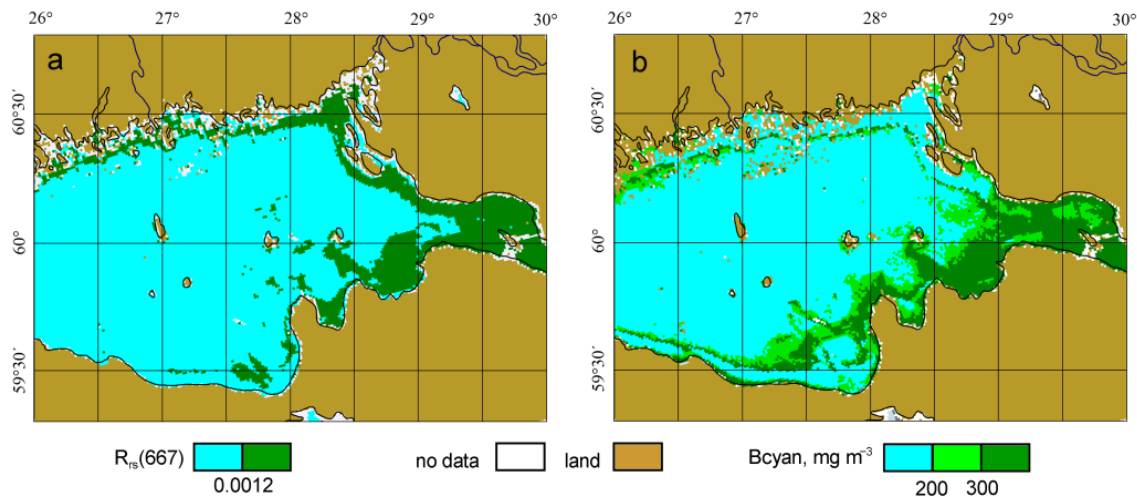 26° 27° 28° 29° 30° 26° 27° 28° 29° 30°
a b
60°30′ 60°30′
60° 60°
59°30′ 59°30′
Rrs(667) no data land Bcyan, mg m⁻³
0.0012 200 300